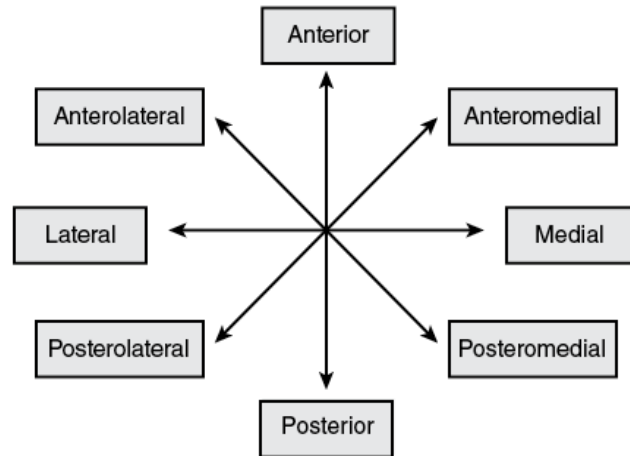 Anterior
Anterolateral
Anteromedial
Lateral
Medial
Posterolateral
Posteromedial
Posterior